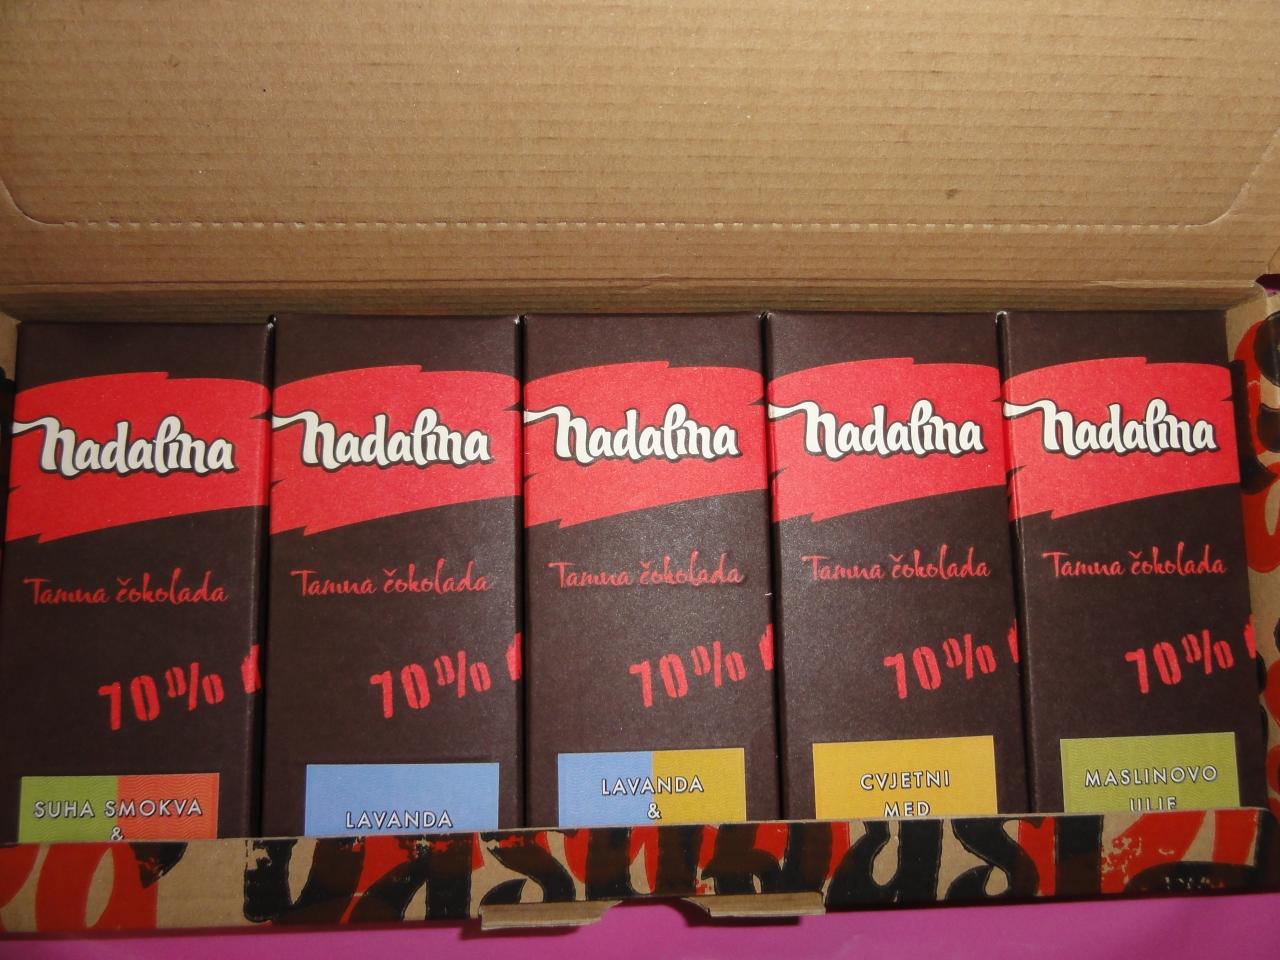 Nadalina
Tamna čokolada
70%
SUHA SMOKVA
&
Nadalina
Tamna čokolada
70%
LAVANDA
Nadalina
Tamna čokolada
70%
LAVANDA
&
Nadalina
Tamna čokolada
70%
CVJETNI
MED
Nadalina
Tamna čokolada
70%
MASLINOVO
ULJE